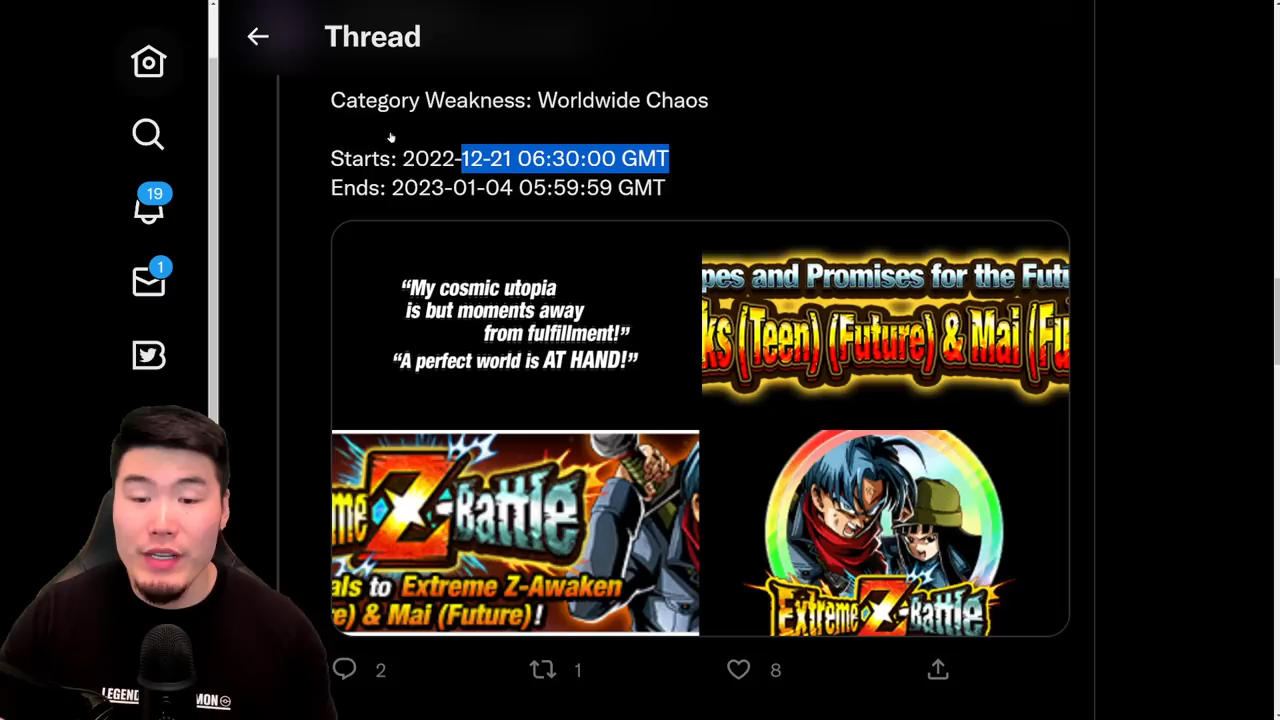 Thread
Category Weakness: Worldwide Chaos
Starts: 2022-12-21 06:30:00 GMT
Ends: 2023-01-04 05:59:59 GMT
19
1
“My cosmic utopia
is but moments away
from fulfillment!”
“A perfect world is AT HAND!”
pes and Promises for the Futu
ks (Teen) (Future) & Mai (Fu
me Z-Battle
als to Extreme Z-Awaken
e) & Mai (Future)!
Extreme Z-Battle
2
1
8
LEGEND
MON